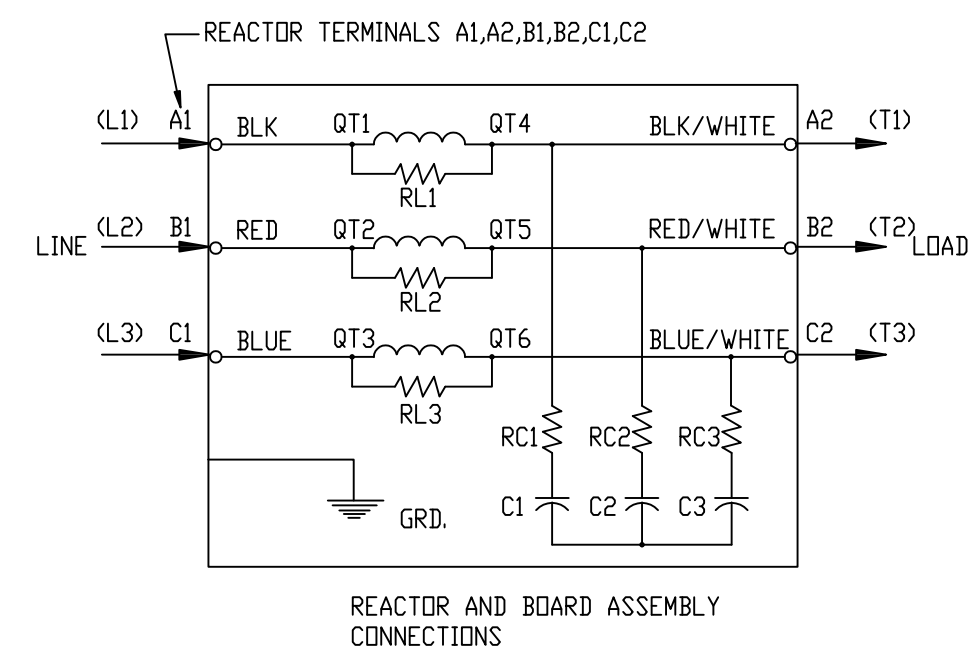 REACTOR TERMINALS A1,A2,B1,B2,C1,C2
(L1) A1 BLK QT1 QT4 BLK/WHITE A2 (T1)
RL1
LINE (L2) B1 RED QT2 QT5 RED/WHITE B2 (T2) LOAD
RL2
(L3) C1 BLUE QT3 QT6 BLUE/WHITE C2 (T3)
RL3
RC1 RC2 RC3
C1 C2 C3
GRD.
REACTOR AND BOARD ASSEMBLY
CONNECTIONS